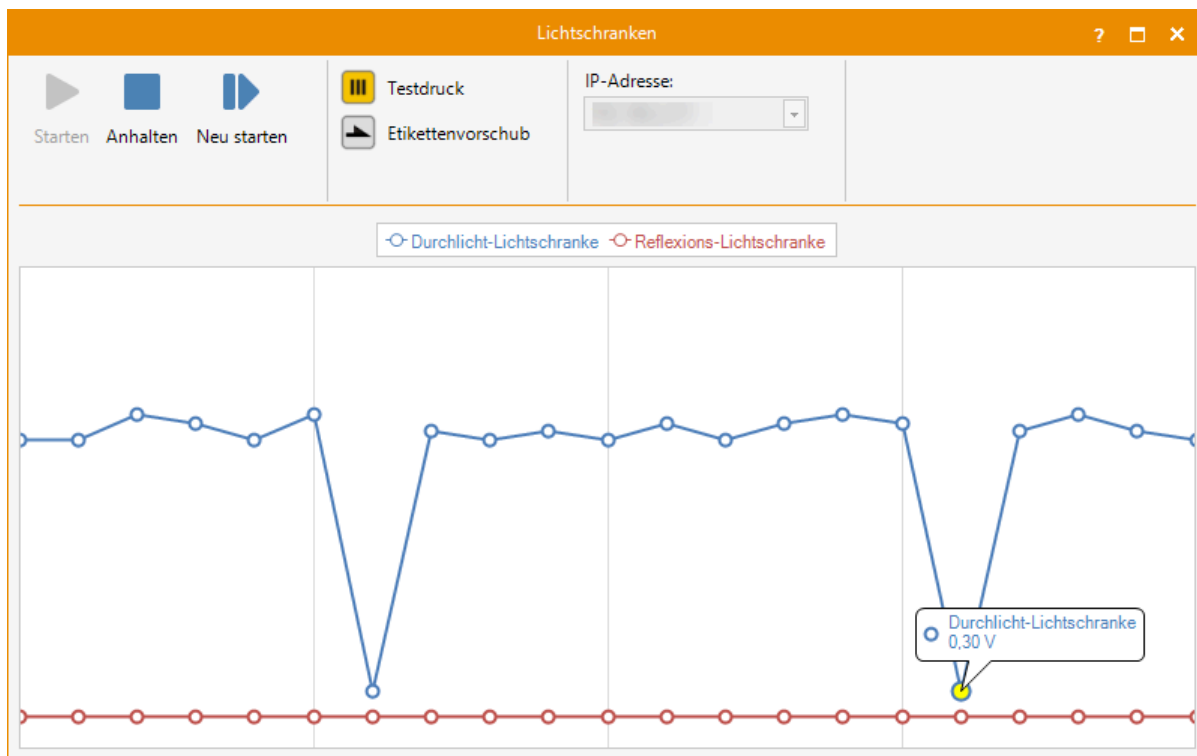 Lichtschranken
?
Starten Anhalten Neu starten
Testdruck
Etikettenvorschub
IP-Adresse:
Durchlicht-Lichtschranke Reflexions-Lichtschranke
Durchlicht-Lichtschranke
0,30 V